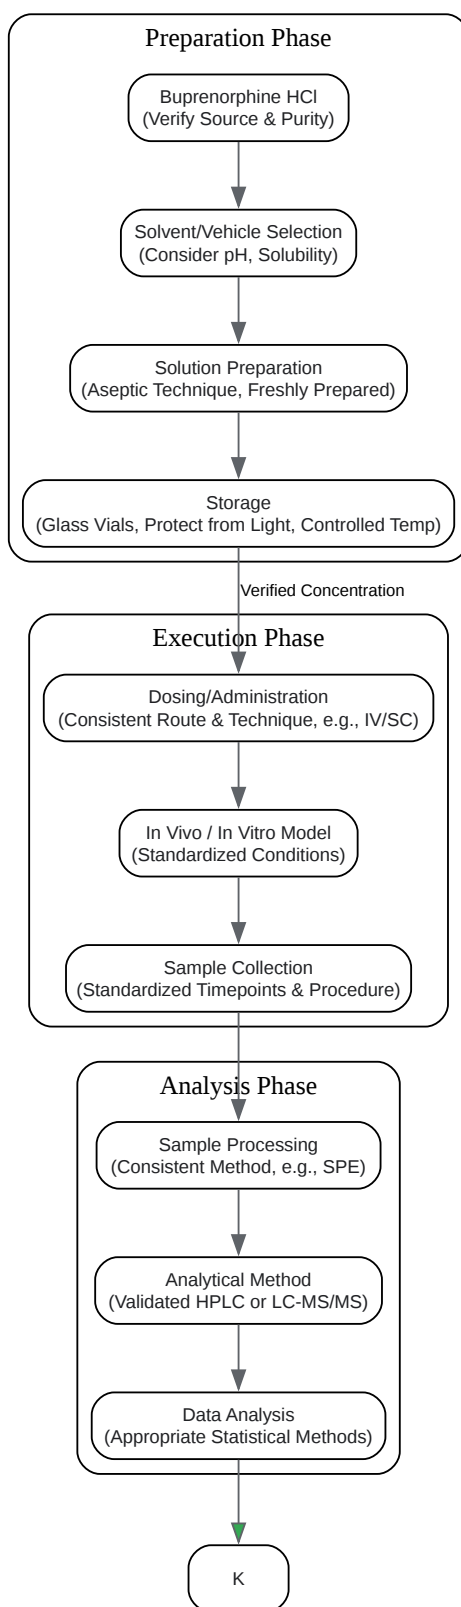 Preparation Phase
Buprenorphine HCl
(Verify Source & Purity)
Solvent/Vehicle Selection
(Consider pH, Solubility)
Solution Preparation
(Aseptic Technique, Freshly Prepared)
Storage
(Glass Vials, Protect from Light, Controlled Temp)
Verified Concentration
Execution Phase
Dosing/Administration
(Consistent Route & Technique, e.g., IV/SC)
In Vivo / In Vitro Model
(Standardized Conditions)
Sample Collection
(Standardized Timepoints & Procedure)
Analysis Phase
Sample Processing
(Consistent Method, e.g., SPE)
Analytical Method
(Validated HPLC or LC-MS/MS)
Data Analysis
(Appropriate Statistical Methods)
K